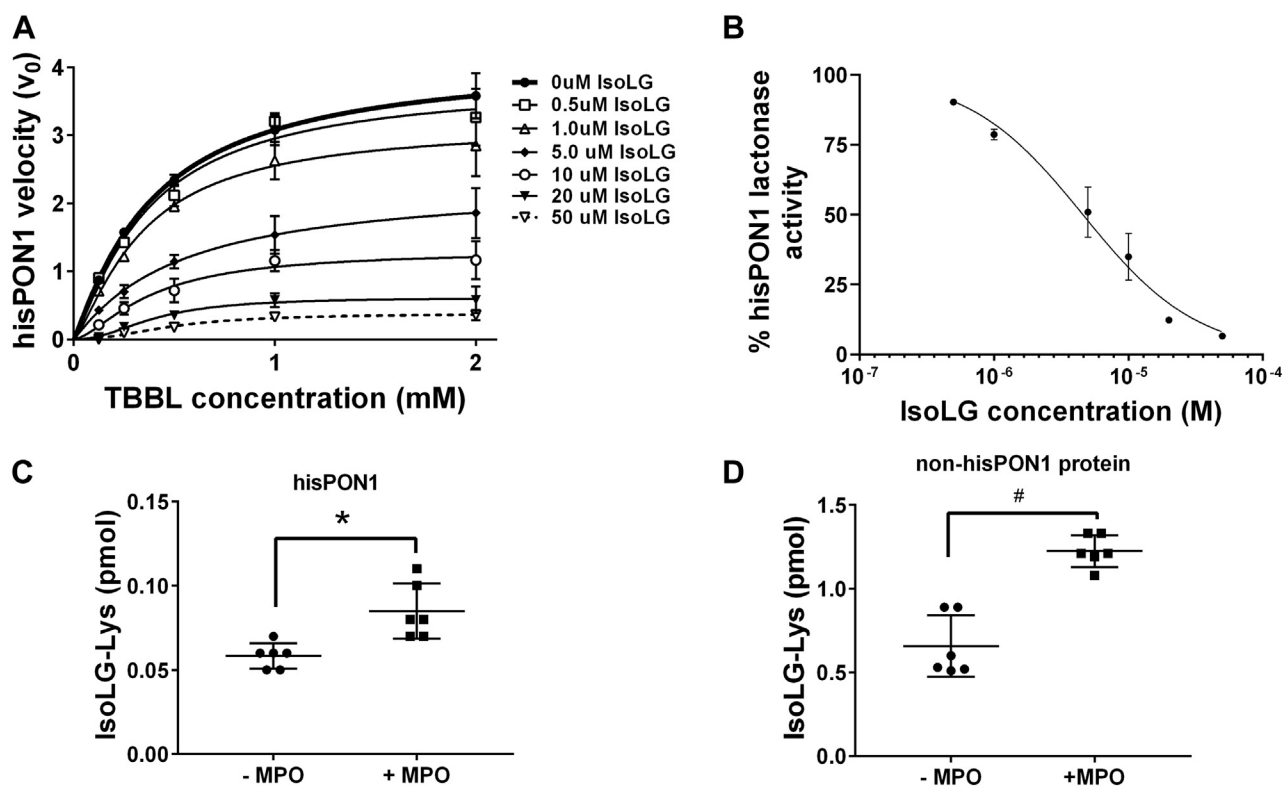 A
hisPON1 velocity (v₀)
4
3
2
1
0
0
1
2
TBBL concentration (mM)
0uM IsoLG
0.5uM IsoLG
1.0uM IsoLG
5.0 uM IsoLG
10 uM IsoLG
20 uM IsoLG
50 uM IsoLG
B
% hisPON1 lactonase
activity
100
75
50
25
0
10⁻⁷
10⁻⁶
10⁻⁵
10⁻⁴
IsoLG concentration (M)
C
hisPON1
*
IsoLG-Lys (pmol)
0.15
0.10
0.05
0.00
- MPO
+ MPO
D
non-hisPON1 protein
#
IsoLG-Lys (pmol)
1.5
1.0
0.5
0.0
- MPO
+MPO